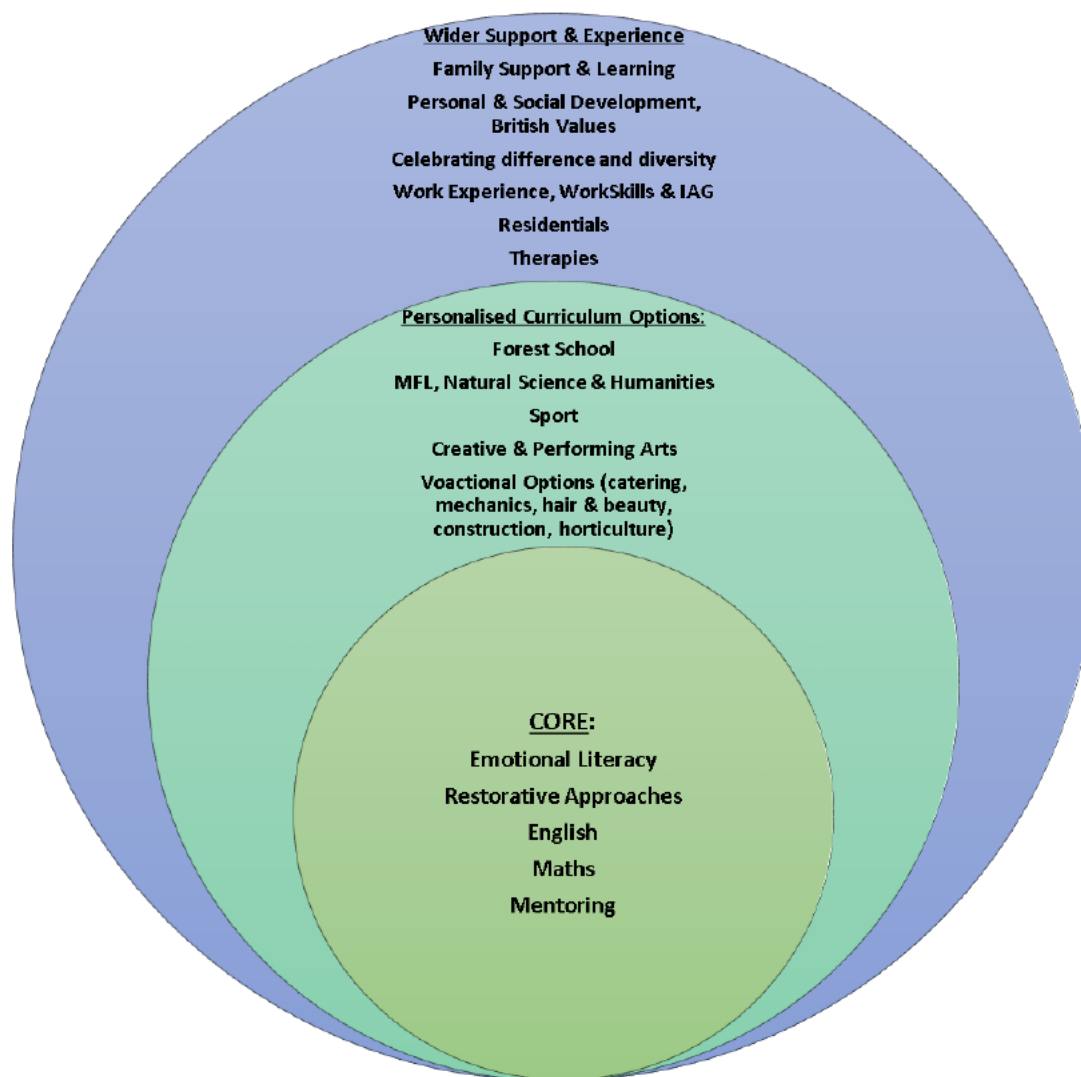 Wider Support & Experience
Family Support & Learning
Personal & Social Development,
British Values
Celebrating difference and diversity
Work Experience, WorkSkills & IAG
Residentials
Therapies
Personalised Curriculum Options:
Forest School
MFL, Natural Science & Humanities
Sport
Creative & Performing Arts
Voactional Options (catering,
mechanics, hair & beauty,
construction, horticulture)
CORE:
Emotional Literacy
Restorative Approaches
English
Maths
Mentoring